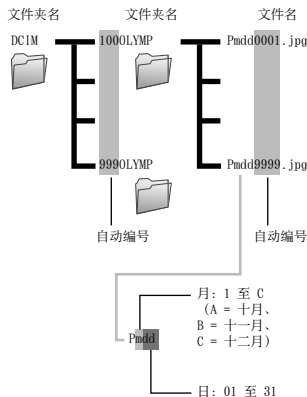 文件夹名 文件夹名 文件名
DCIM 100OLYMP Pmdd0001.jpg
999OLYMP Pmdd9999.jpg
自动编号 自动编号
月: 1 至 C
(A = 十月、
B = 十一月、
C = 十二月)
Pmdd
日: 01 至 31